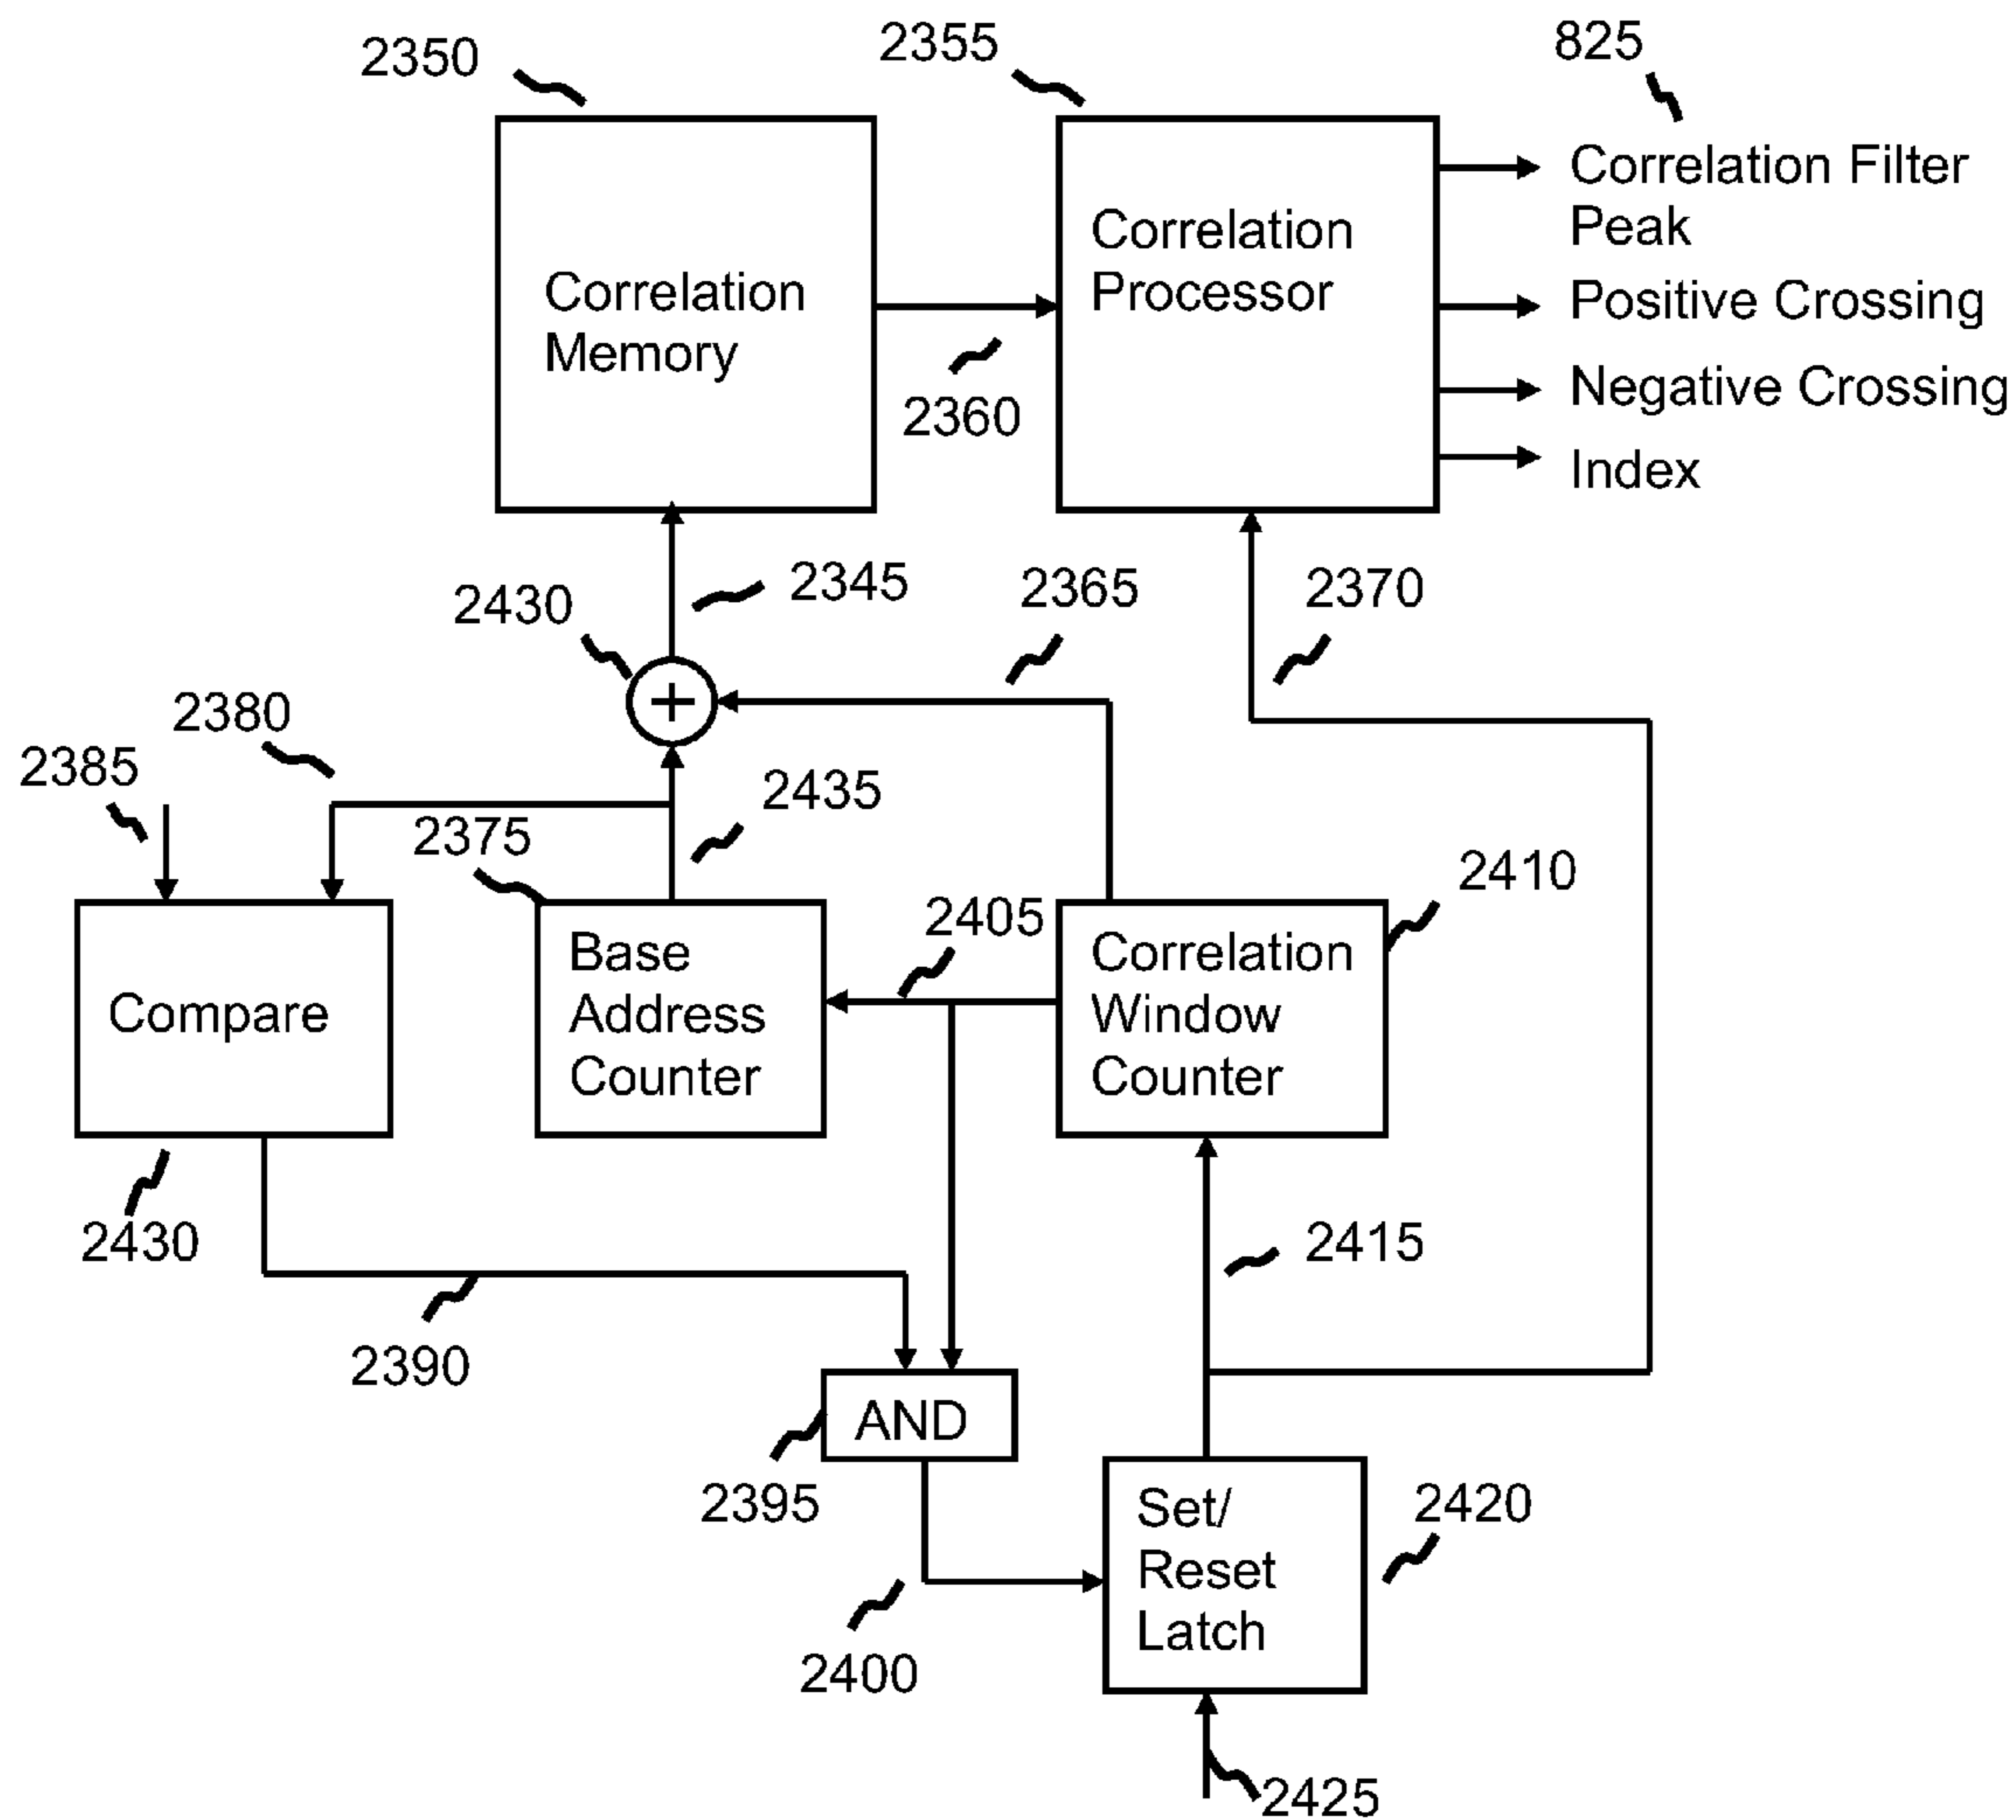 2350
2355
825
Correlation Filter
Peak
Positive Crossing
Negative Crossing
Index
Correlation
Processor
Correlation
Memory
2360
2345
2365
2370
2430
2380
2385
2435
2375
2410
2405
Base
Address
Counter
Correlation
Window
Counter
Compare
2430
2415
2390
AND
2395
Set/
Reset
Latch
2420
2400
2425